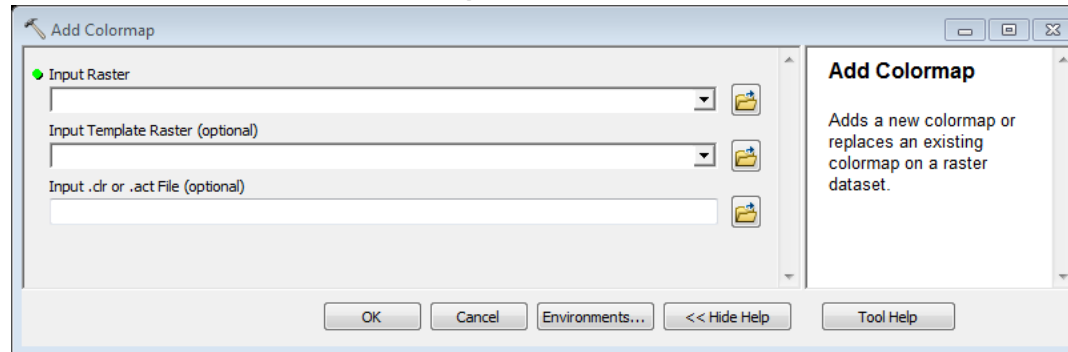 Add Colormap
Input Raster
Input Template Raster (optional)
Input .clr or .act File (optional)
Add Colormap
Adds a new colormap or
replaces an existing
colormap on a raster
dataset.
OK
Cancel
Environments...
<< Hide Help
Tool Help